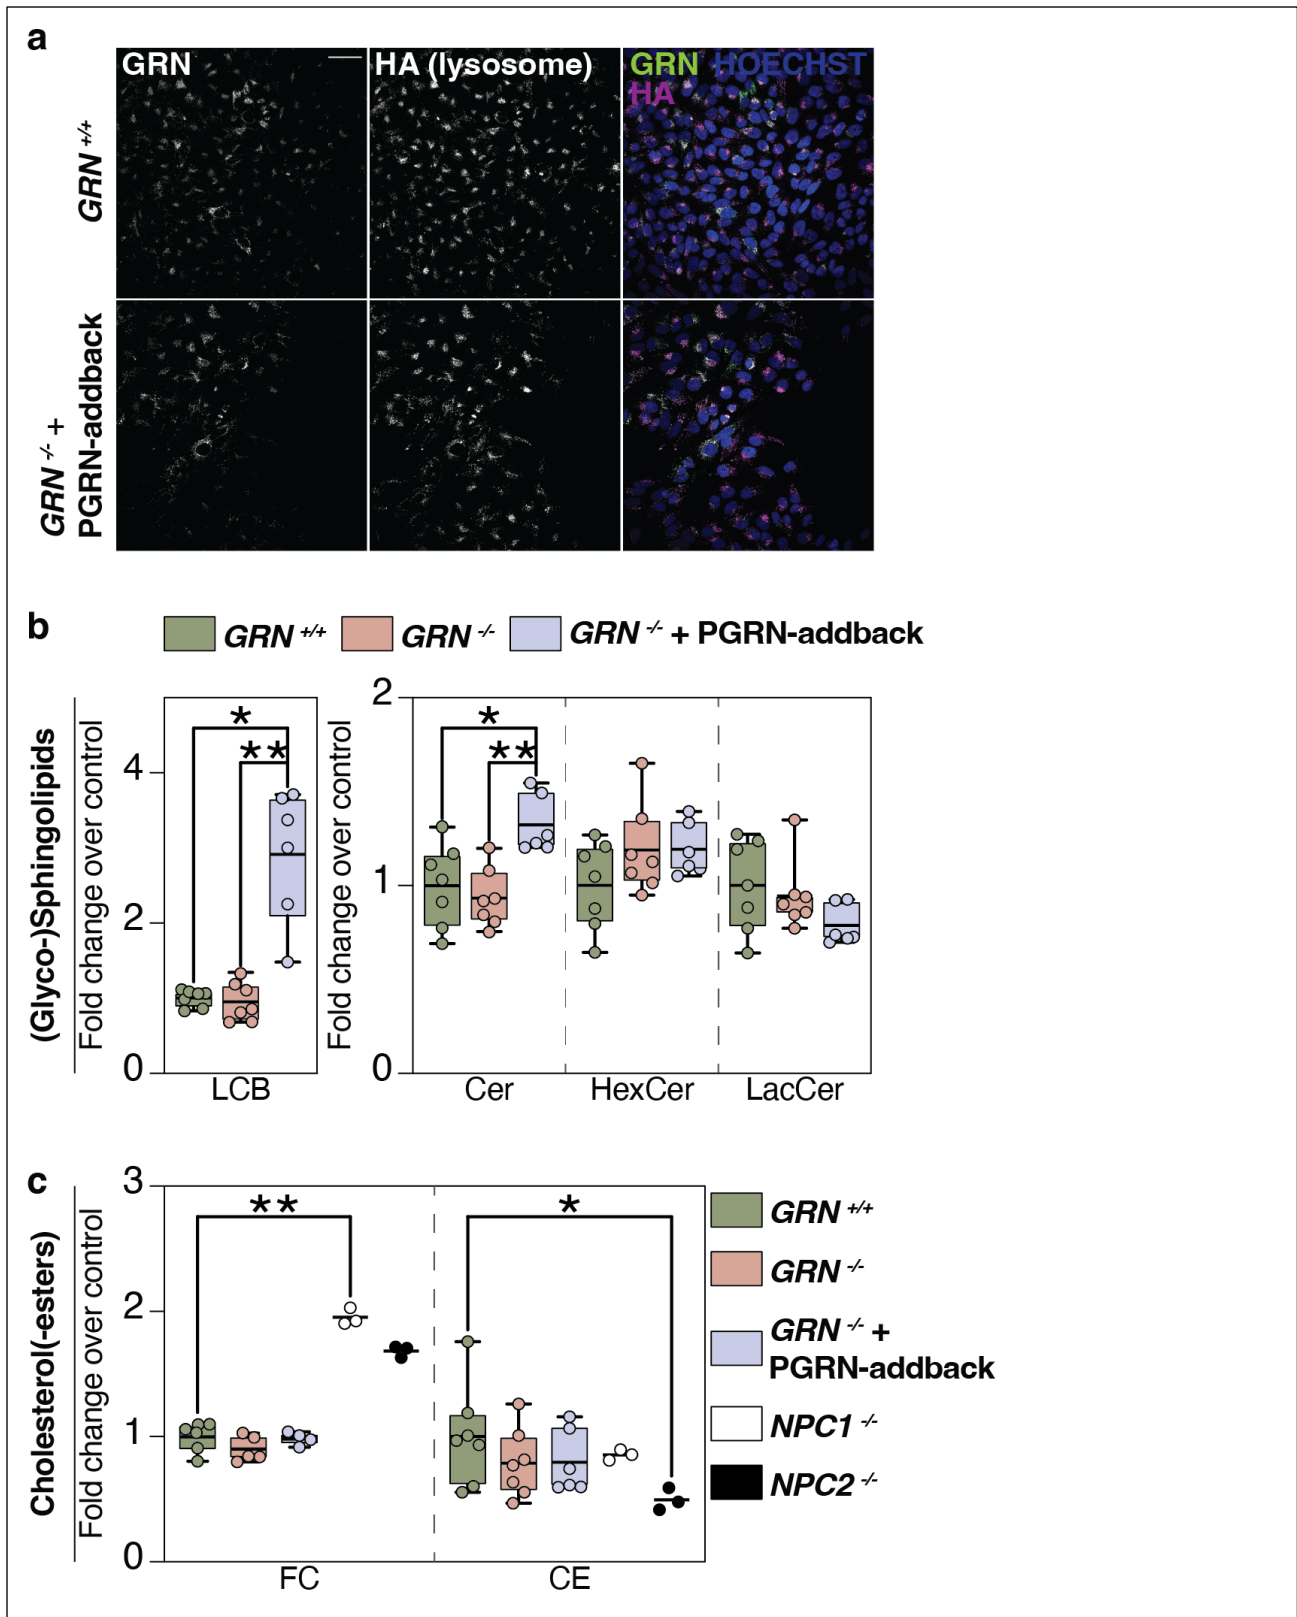 a
GRN
HA (lysosome)
GRN HOECHST
HA
GRN +/+
GRN -/- +
PGRN-addback
b
GRN +/+
GRN -/-
GRN -/- + PGRN-addback
(Glyco-)Sphingolipids
Fold change over control
4
2
0
*
**
LCB
Fold change over control
2
1
0
*
**
Cer
HexCer
LacCer
c
Cholesterol(-esters)
Fold change over control
3
2
1
0
**
*
FC
CE
GRN +/+
GRN -/-
GRN -/- +
PGRN-addback
NPC1 -/-
NPC2 -/-